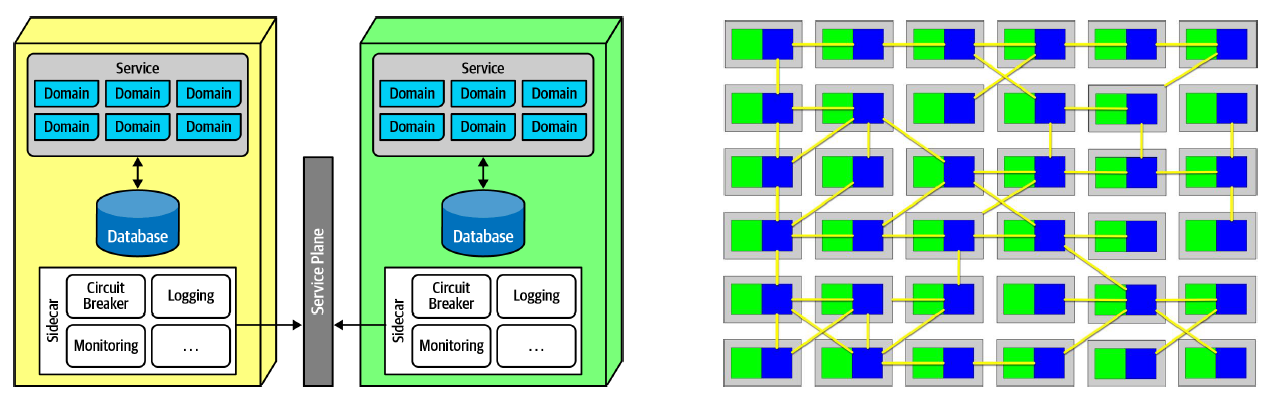 Service
Domain Domain Domain
Domain Domain Domain
Database
Sidecar
Circuit
Breaker
Logging
Monitoring
...
Service Plane
Service
Domain Domain Domain
Domain Domain Domain
Database
Sidecar
Circuit
Breaker
Logging
Monitoring
...